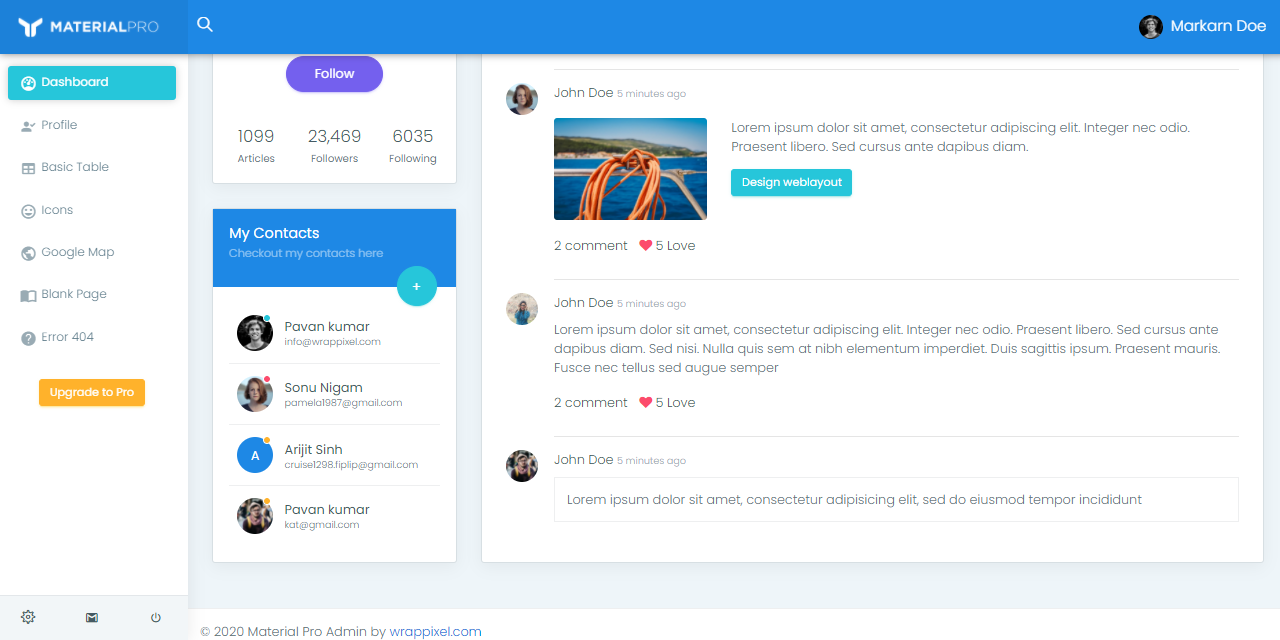 MATERIALPRO
Markarn Doe
Dashboard
Profile
Basic Table
Icons
Google Map
Blank Page
Error 404
Upgrade to Pro
Follow
1099 23,469 6035
Articles Followers Following
My Contacts
Checkout my contacts here
+
Pavan kumar
info@wrappixel.com
Sonu Nigam
pamela1987@gmail.com
A
Arijit Sinh
cruise1298.fiplip@gmail.com
Pavan kumar
kat@gmail.com
John Doe 5 minutes ago
Lorem ipsum dolor sit amet, consectetur adipiscing elit. Integer nec odio.
Praesent libero. Sed cursus ante dapibus diam.
Design weblayout
2 comment 5 Love
John Doe 5 minutes ago
Lorem ipsum dolor sit amet, consectetur adipiscing elit. Integer nec odio. Praesent libero. Sed cursus ante
dapibus diam. Sed nisi. Nulla quis sem at nibh elementum imperdiet. Duis sagittis ipsum. Praesent mauris.
Fusce nec tellus sed augue semper
2 comment 5 Love
John Doe 5 minutes ago
Lorem ipsum dolor sit amet, consectetur adipisicing elit, sed do eiusmod tempor incididunt
© 2020 Material Pro Admin by wrappixel.com